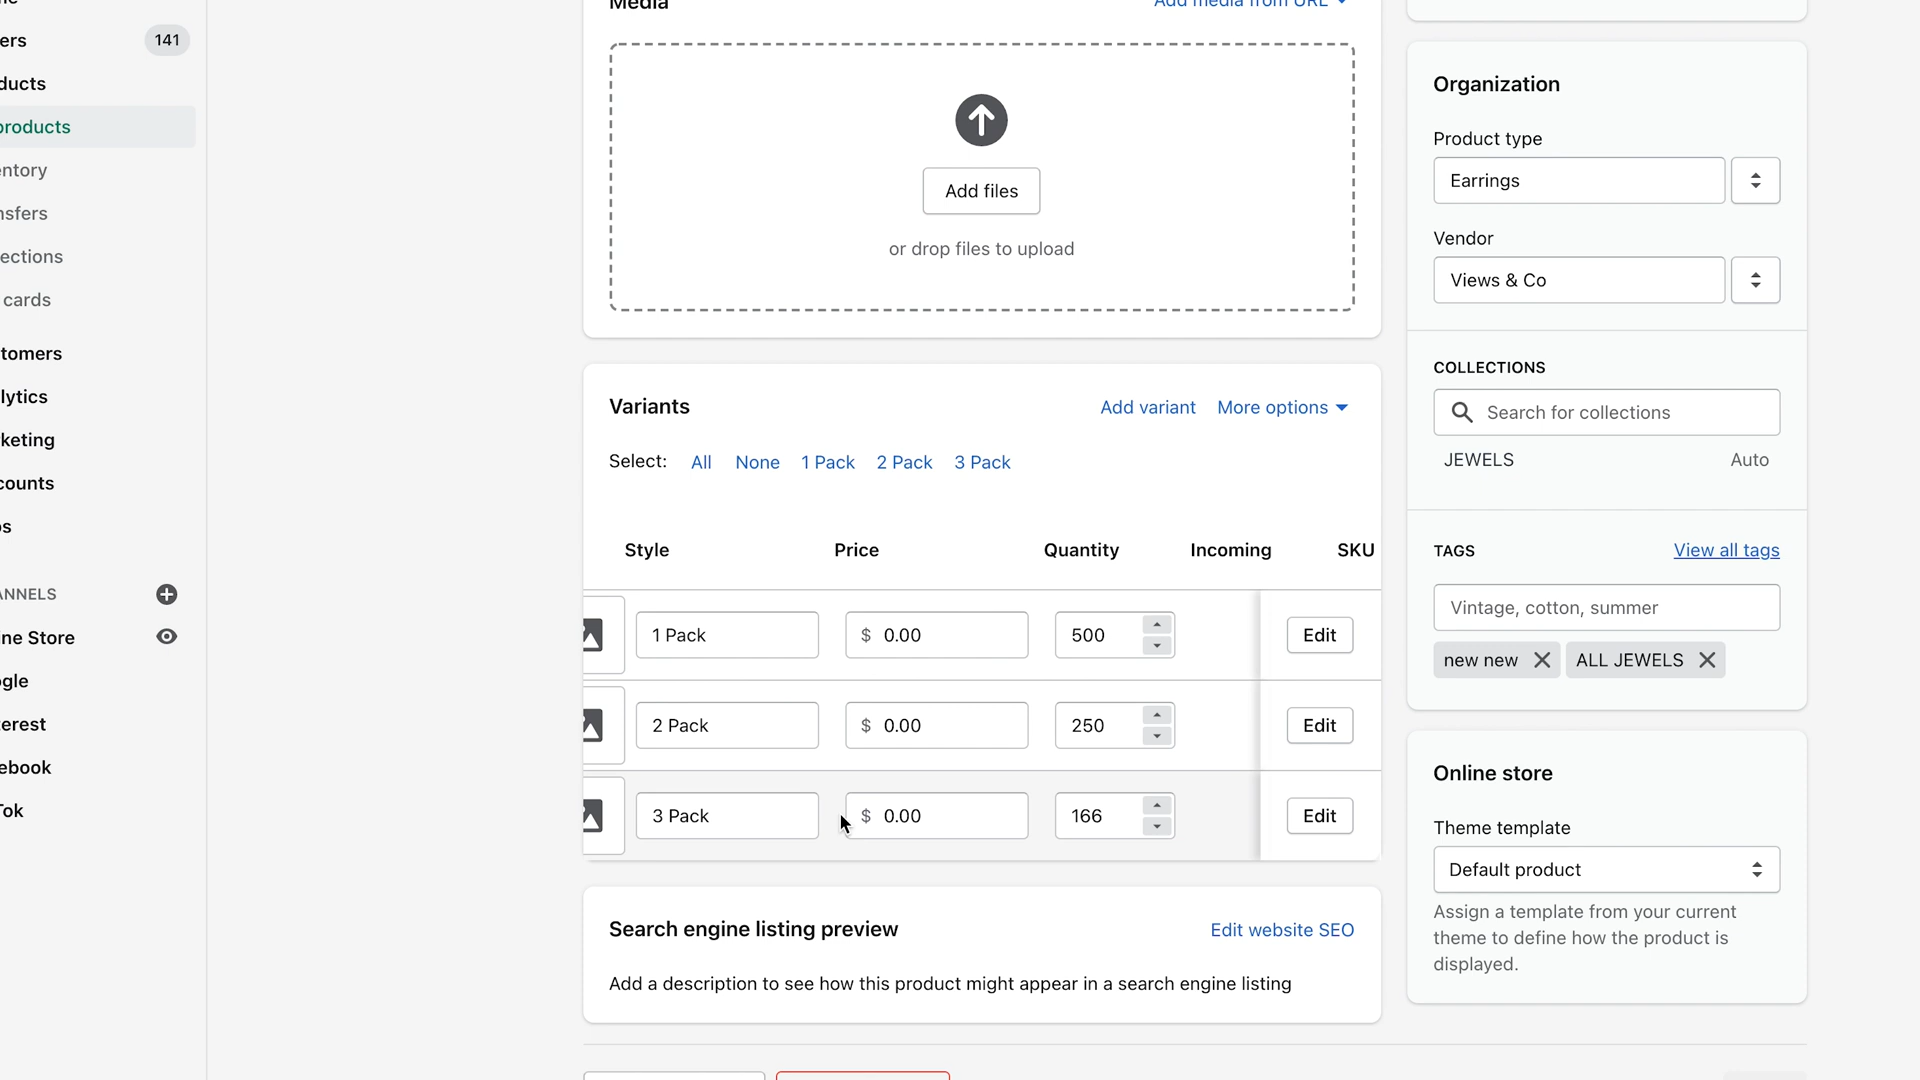 ers 141
ducts
products
entory
nsfers
ections
cards
tomers
lytics
keting
counts
ps
ANNELS
ine Store
gle
terest
ebook
Tok
Media Add media from URL
Add files
or drop files to upload
Variants Add variant More options
Select: All None 1 Pack 2 Pack 3 Pack
Style Price Quantity Incoming SKU
1 Pack $ 0.00 500 Edit
2 Pack $ 0.00 250 Edit
3 Pack $ 0.00 166 Edit
Search engine listing preview Edit website SEO
Add a description to see how this product might appear in a search engine listing
Organization
Product type
Earrings
Vendor
Views & Co
COLLECTIONS
Search for collections
JEWELS Auto
TAGS View all tags
Vintage, cotton, summer
new new ALL JEWELS
Online store
Theme template
Default product
Assign a template from your current
theme to define how the product is
displayed.